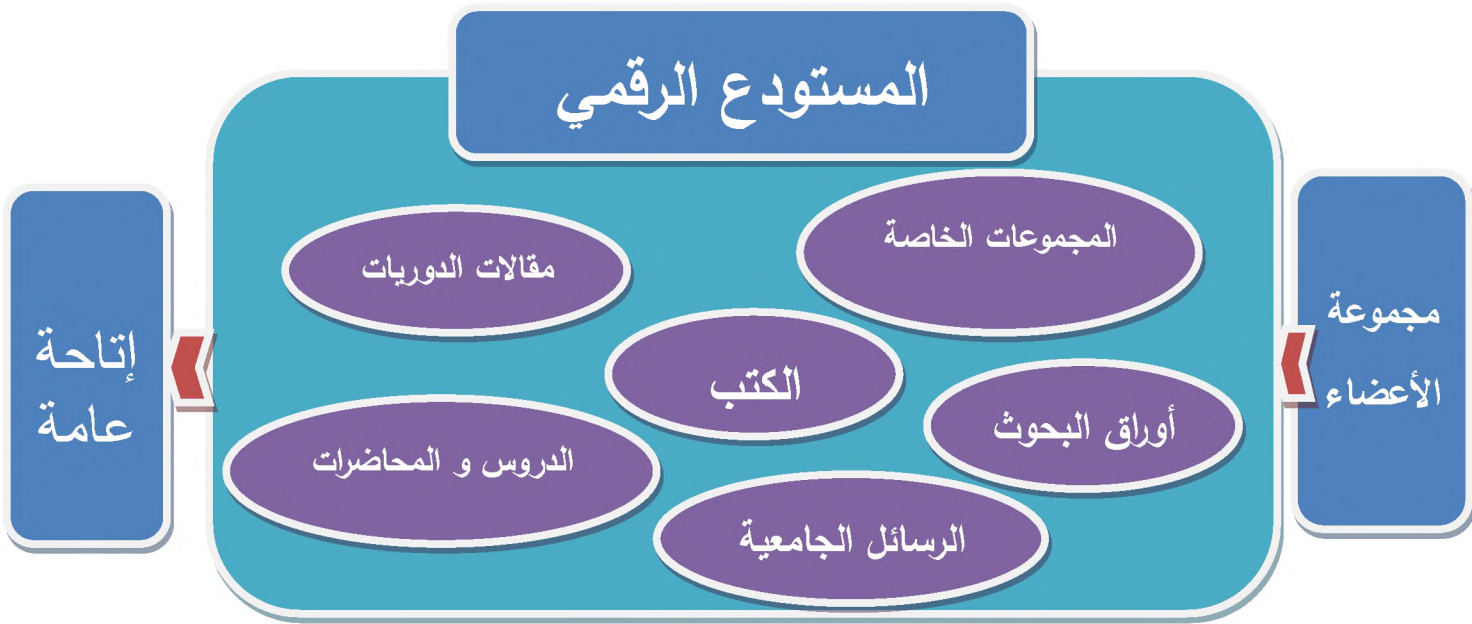 المستودع الرقمي
مجموعة
الأعضاء
المجموعات الخاصة
مقالات الدوريات
الكتب
أوراق البحوث
الدروس و المحاضرات
الرسائل الجامعية
إتاحة
عامة